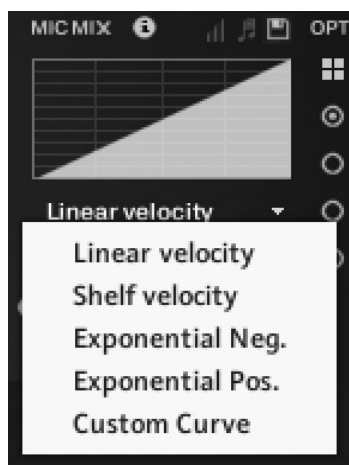 MIC MIX i OPT
Linear velocity
Linear velocity
Shelf velocity
Exponential Neg.
Exponential Pos.
Custom Curve